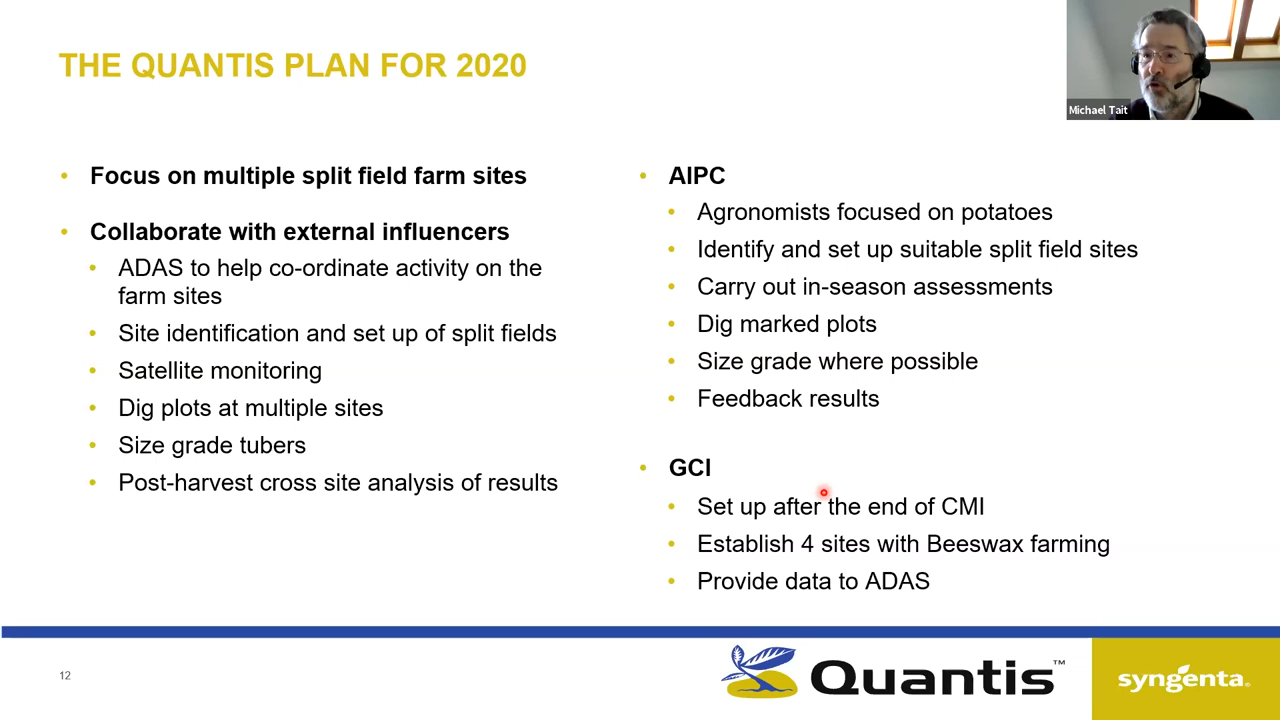 THE QUANTIS PLAN FOR 2020
Michael Tait
• Focus on multiple split field farm sites
• Collaborate with external influencers
• ADAS to help co-ordinate activity on the
farm sites
• Site identification and set up of split fields
• Satellite monitoring
• Dig plots at multiple sites
• Size grade tubers
• Post-harvest cross site analysis of results
• AIPC
• Agronomists focused on potatoes
• Identify and set up suitable split field sites
• Carry out in-season assessments
• Dig marked plots
• Size grade where possible
• Feedback results
• GCI
• Set up after the end of CMI
• Establish 4 sites with Beeswax farming
• Provide data to ADAS
12
Quantis™
syngenta®